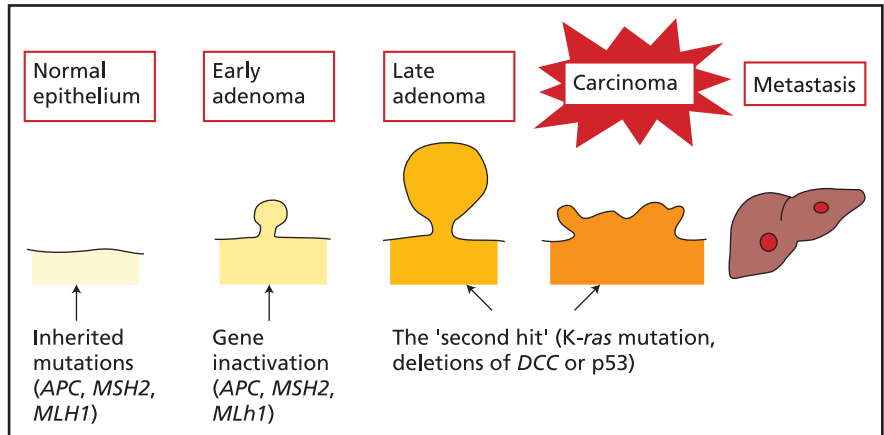 Normal
epithelium
Early
adenoma
Late
adenoma
Carcinoma
Metastasis
Inherited
mutations
(APC, MSH2,
MLH1)
Gene
inactivation
(APC, MSH2,
MLh1)
The 'second hit' (K-ras mutation,
deletions of DCC or p53)